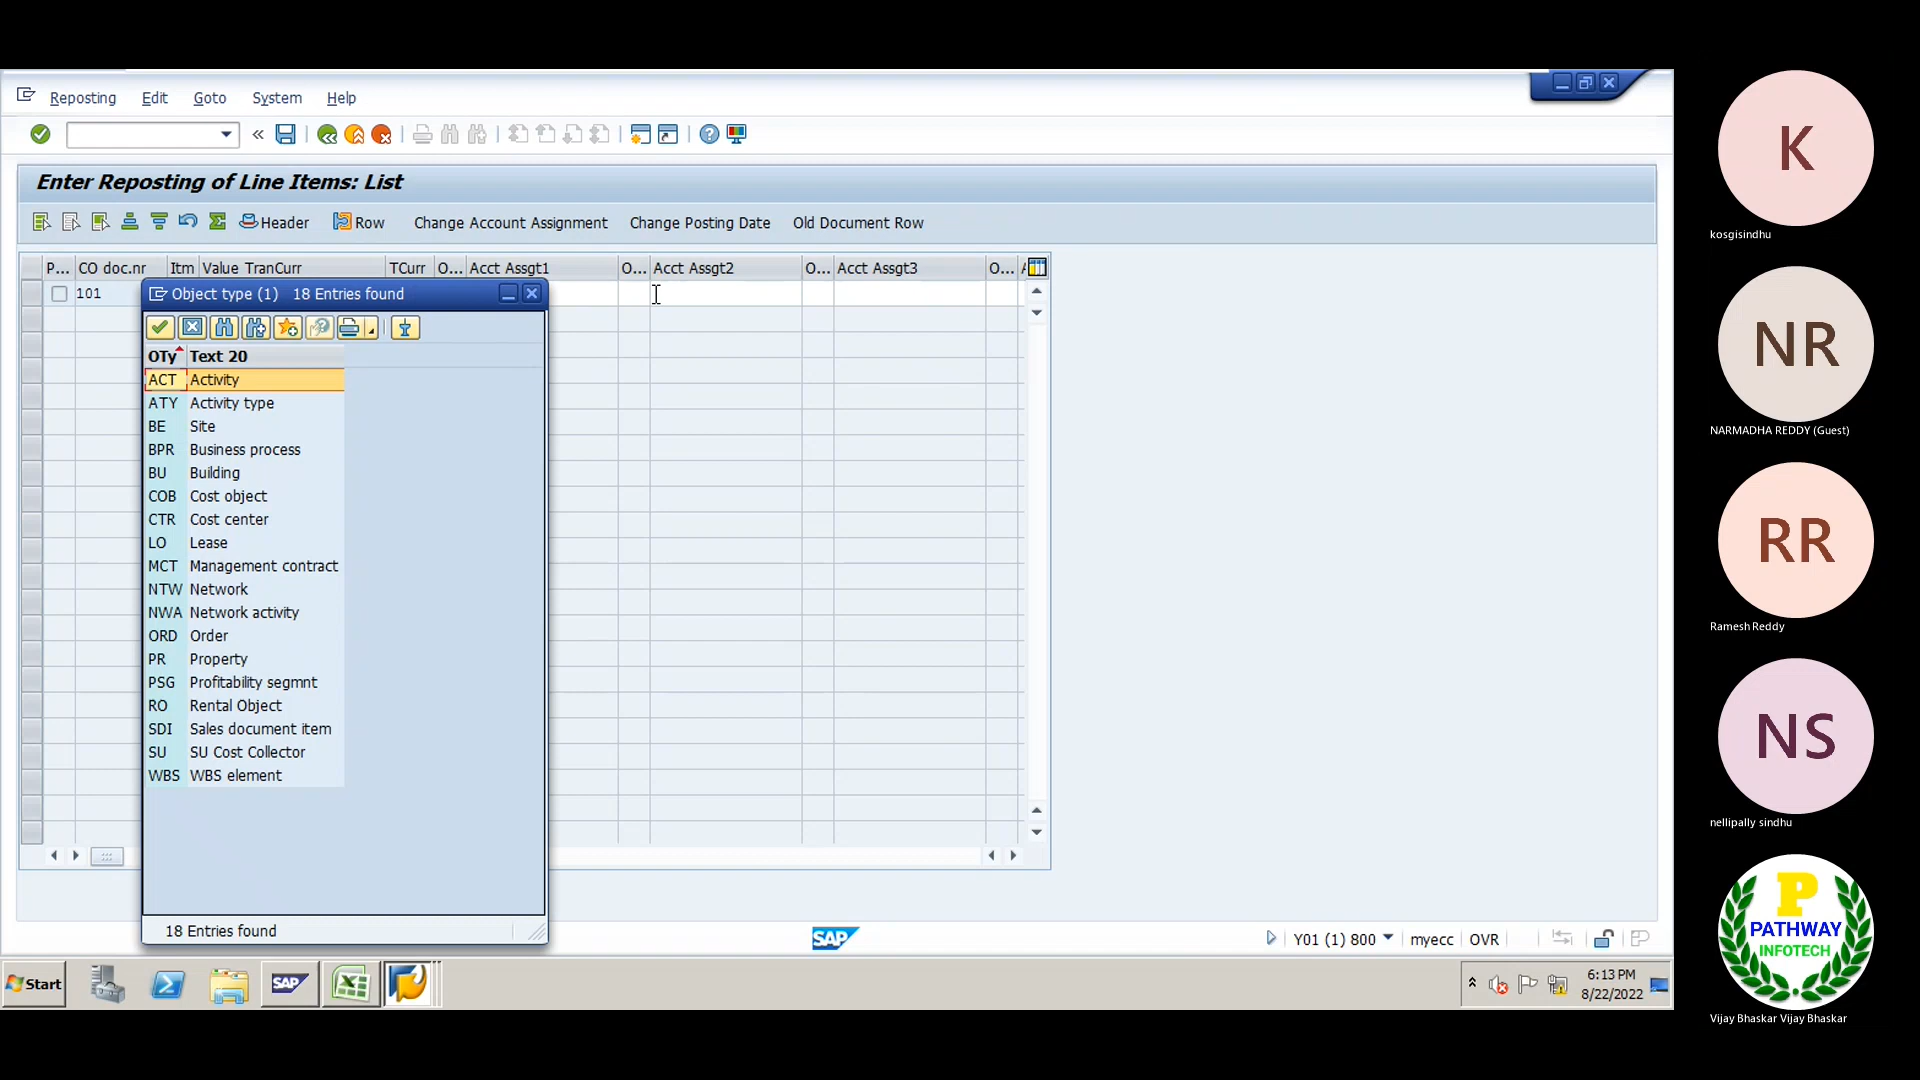 Reporting Edit Goto System Help
Enter Reposting of Line Items: List
Header Row Change Account Assignment Change Posting Date Old Document Row
P... CO doc.nr Itm Value TranCurr TCurr O... Acct Assgt1 O... Acct Assgt2 O... Acct Assgt3 O... A
101
Object type (1) 18 Entries found
OTy Text 20
ACT Activity
ATY Activity type
BE Site
BPR Business process
BU Building
COB Cost object
CTR Cost center
LO Lease
MCT Management contract
NTW Network
NWA Network activity
ORD Order
PR Property
PSG Profitability segmnt
RO Rental Object
SDI Sales document item
SU SU Cost Collector
WBS WBS element
18 Entries found
SAP
Y01 (1) 800 myecc OVR
Start SAP
6:13 PM
8/22/2022
K
kosgisindhu
NR
NARMADHA REDDY (Guest)
RR
Ramesh Reddy
NS
nellipally sindhu
P
PATHWAY
INFOTECH
Vijay Bhaskar Vijay Bhaskar